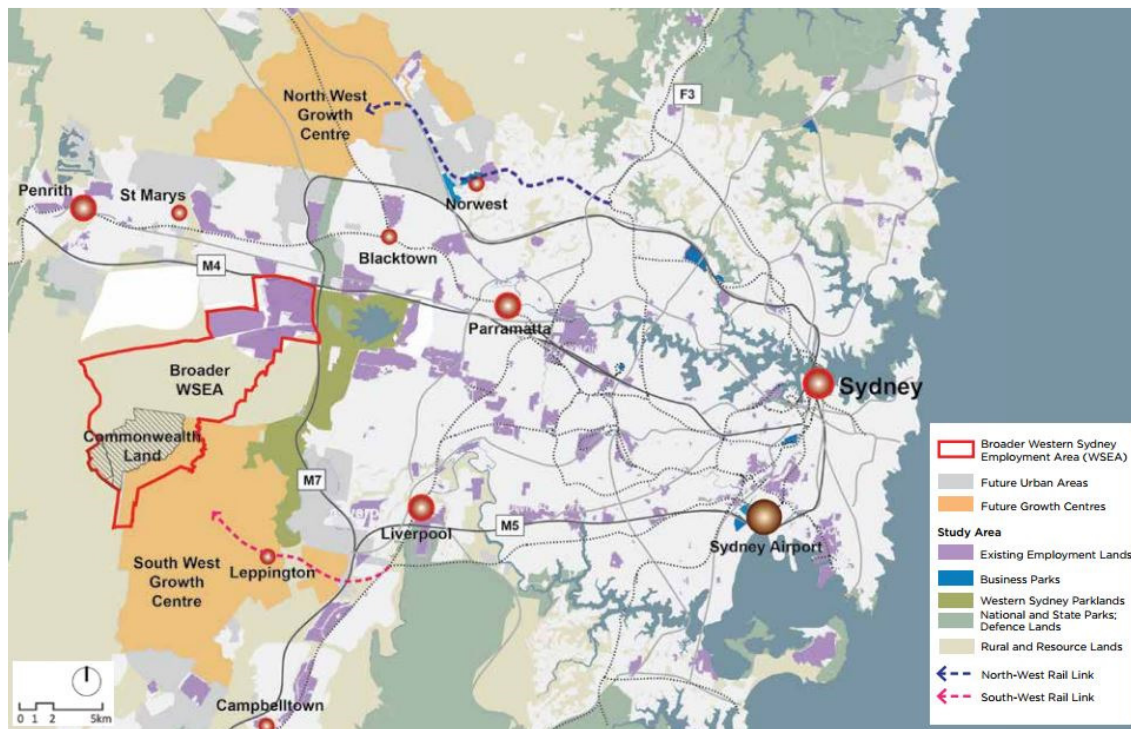 F3
North West
Growth
Centre
Penrith
St Marys
Norwest
Blacktown
M4
Parramatta
Broader
WSEA
Sydney
Commonwealth
Land
M7
Liverpool
M5
Sydney Airport
South West
Growth
Centre
Leppington
Campbelltown
0 1 2 5km
Broader Western Sydney
Employment Area (WSEA)
Future Urban Areas
Future Growth Centres
Study Area
Existing Employment Lands
Business Parks
Western Sydney Parklands
National and State Parks;
Defence Lands
Rural and Resource Lands
North-West Rail Link
South-West Rail Link